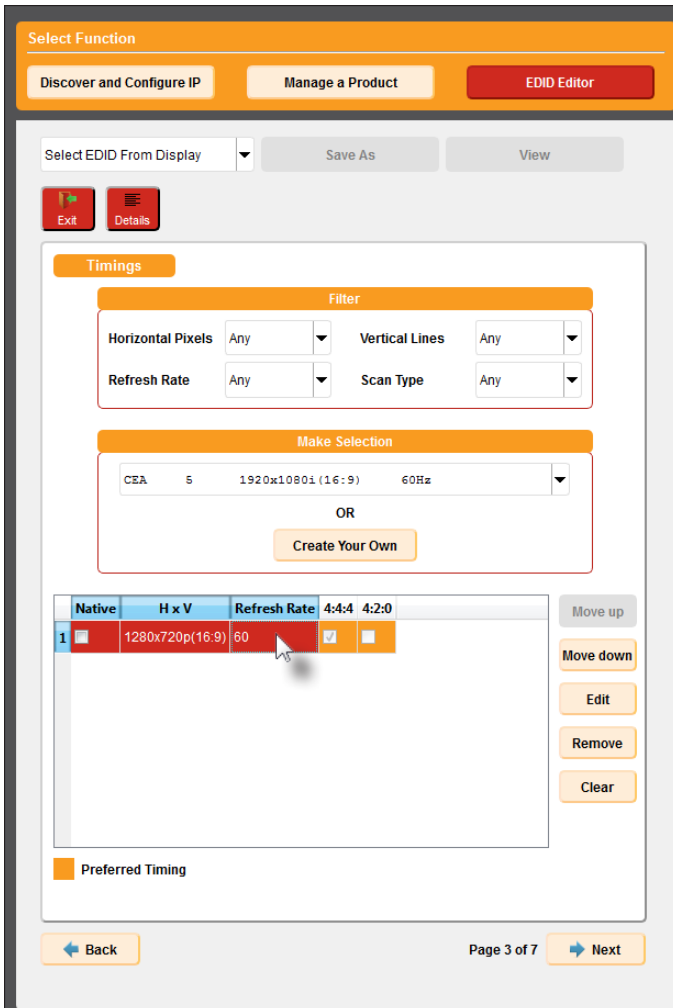 Select Function
Discover and Configure IP Manage a Product EDID Editor
Select EDID From Display Save As View
Exit Details
Timings
Filter
Horizontal Pixels Any Vertical Lines Any
Refresh Rate Any Scan Type Any
Make Selection
CEA 5 1920x1080i(16:9) 60Hz
OR
Create Your Own
Native H x V Refresh Rate 4:4:4 4:2:0
Move up
1 1280x720p(16:9) 60
Move down
Edit
Remove
Clear
Preferred Timing
Back Page 3 of 7 Next